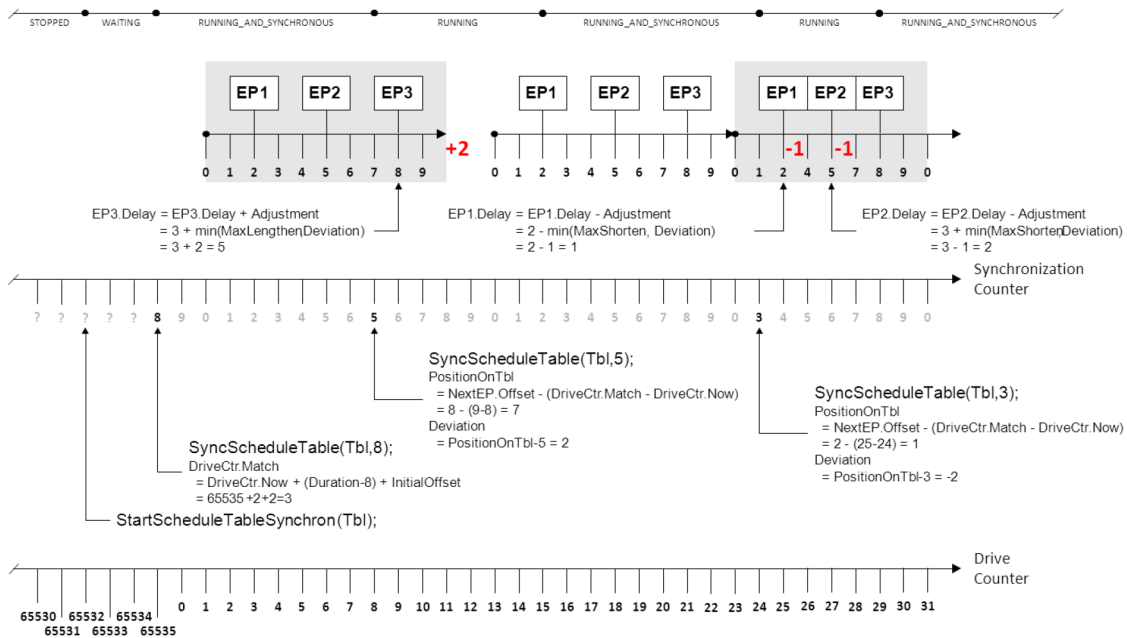 STOPPED WAITING RUNNING_AND_SYNCHRONOUS RUNNING RUNNING_AND_SYNCHRONOUS RUNNING RUNNING_AND_SYNCHRONOUS
EP1 EP2 EP3 EP1 EP2 EP3 EP1 EP2 EP3
+2 -1 -1
0 1 2 3 4 5 6 7 8 9 0 1 2 3 4 5 6 7 8 9 0 1 2 3 4 5 6 7 8 9 0
EP3.Delay = EP3.Delay + Adjustment
= 3 + min(MaxLengthen,Deviation)
= 3 + 2 = 5
EP1.Delay = EP1.Delay - Adjustment
= 2 - min(MaxShorten, Deviation)
= 2 - 1 = 1
EP2.Delay = EP2.Delay - Adjustment
= 3 + min(MaxShorten,Deviation)
= 3 - 1 = 2
Synchronization
Counter
? ? ? ? ? 8 9 0 1 2 3 4 5 6 5 6 7 8 9 0 1 2 3 4 5 6 7 8 9 0 3 4 5 6 7 8 9 0
SyncScheduleTable(Tbl,5);
PositionOnTbl
= NextEP.Offset - (DriveCtr.Match - DriveCtr.Now)
= 8 - (9-8) = 7
Deviation
= PositionOnTbl-5 = 2
SyncScheduleTable(Tbl,3);
PositionOnTbl
= NextEP.Offset - (DriveCtr.Match - DriveCtr.Now)
= 2 - (25-24) = 1
Deviation
= PositionOnTbl-3 = -2
SyncScheduleTable(Tbl,8);
DriveCtr.Match
= DriveCtr.Now + (Duration-8) + InitialOffset
= 65535+2+2=3
StartScheduleTableSynchron(Tbl);
Drive
Counter
0 1 2 3 4 5 6 7 8 9 10 11 12 13 14 15 16 17 18 19 20 21 22 23 24 25 26 27 28 29 30 31
65530 65532 65534
65531 65533 65535